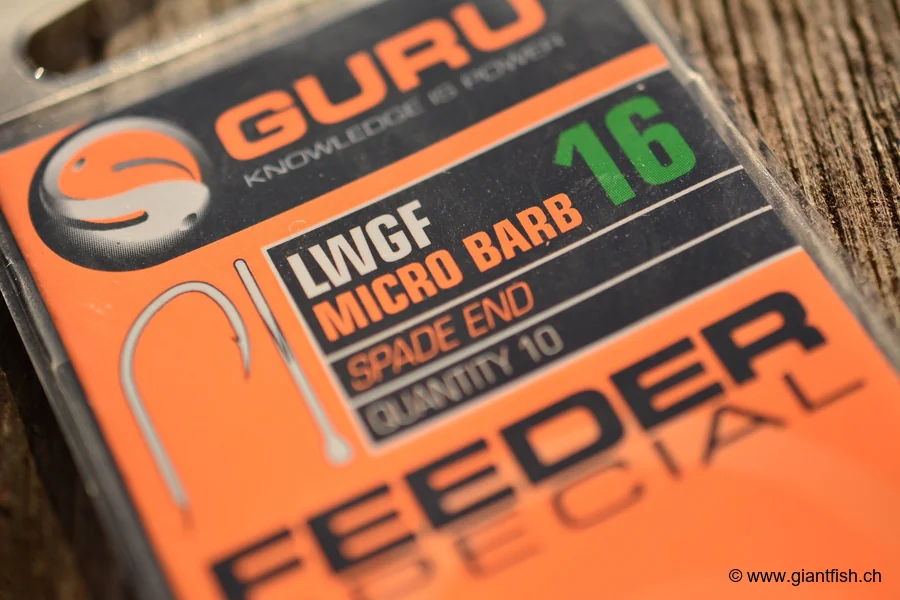 GURU
KNOWLEDGE IS POWER
16
LWGF
MICRO BARB
SPADE END
QUANTITY 10
FEEDER
SPECIAL
© www.giantfish.ch